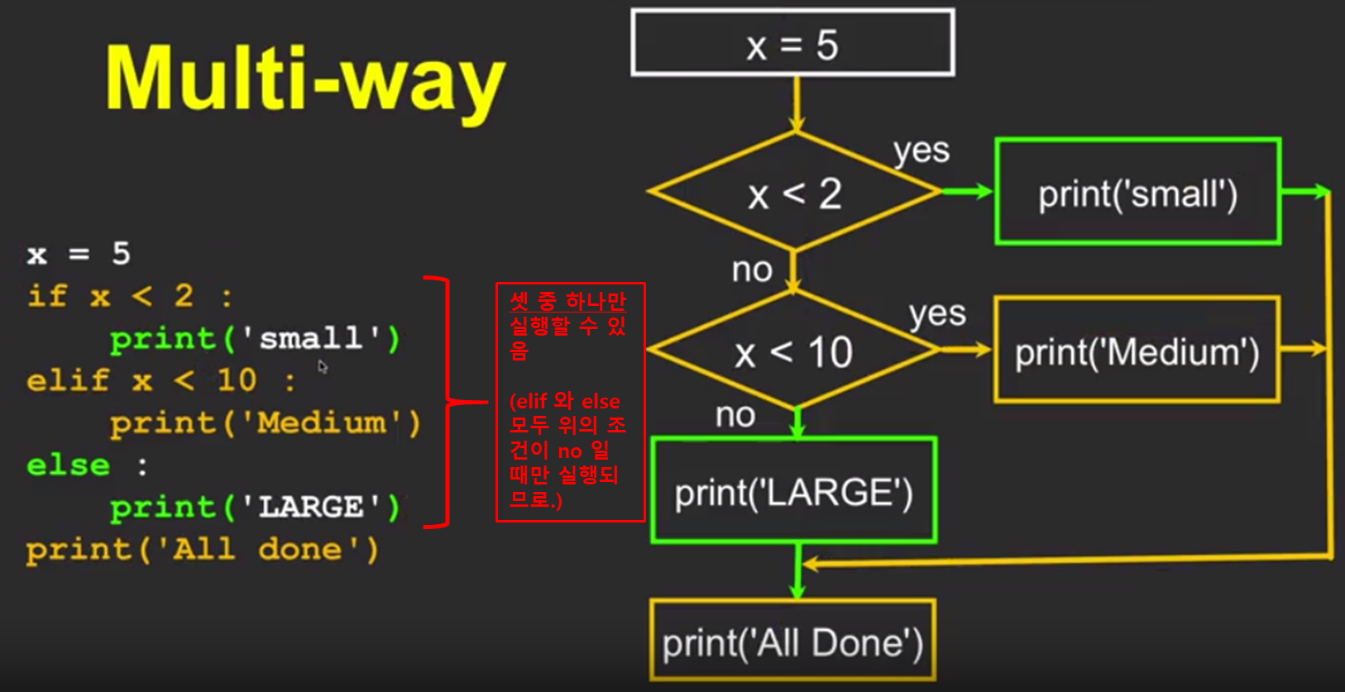 Multi-way
x = 5
if x < 2 :
print('small')
elif x < 10 :
print('Medium')
else :
print('LARGE')
print('All done')
셋 중 하나만
실행할 수 있
음
(elif 와 else
모두 위의 조
건이 no 일
때만 실행되
므로.)
x = 5
x < 2
yes
print('small')
no
x < 10
yes
print('Medium')
no
print('LARGE')
print('All Done')